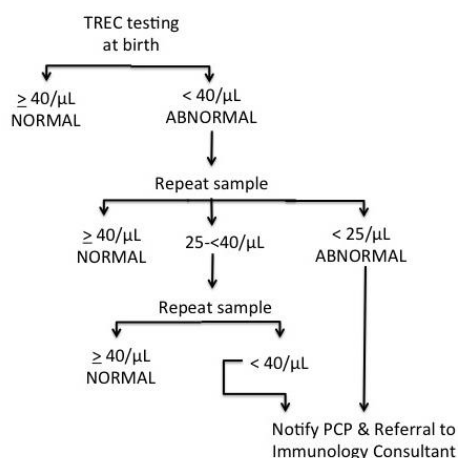 TREC testing
at birth
≥ 40/µL
NORMAL
< 40/µL
ABNORMAL
Repeat sample
≥ 40/µL
NORMAL
25-<40/µL
< 25/µL
ABNORMAL
Repeat sample
≥ 40/µL
NORMAL
< 40/µL
Notify PCP & Referral to
Immunology Consultant